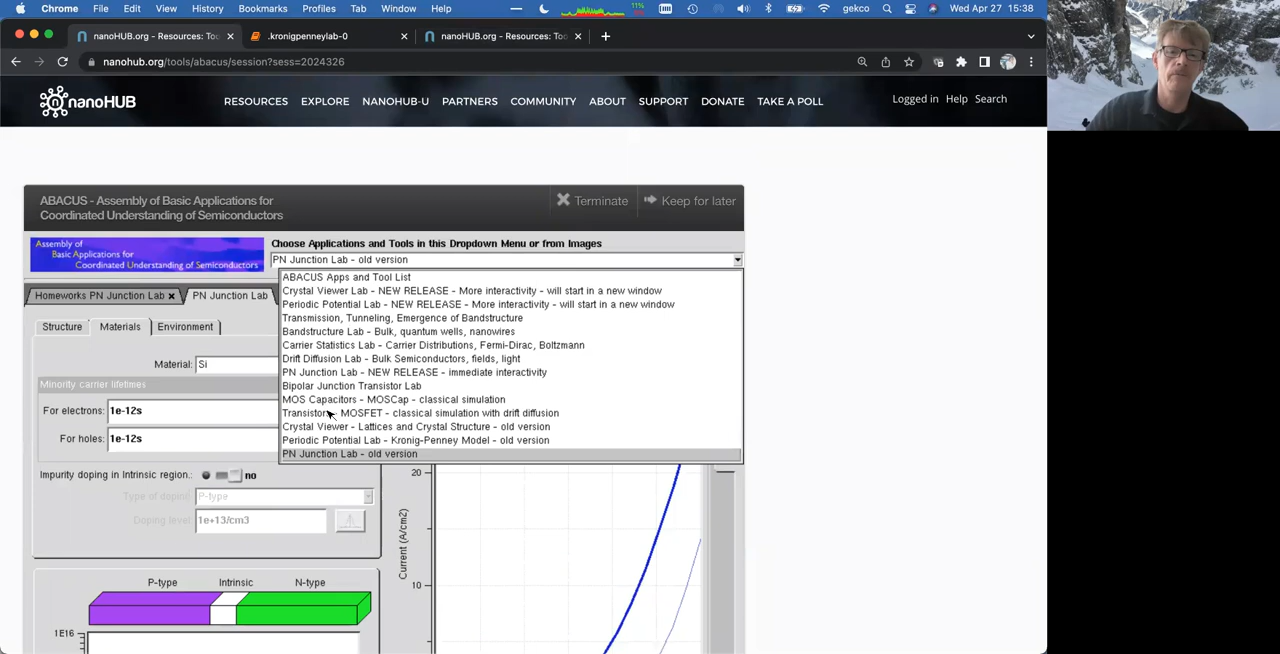 Chrome File Edit View History Bookmarks Profiles Tab Window Help 11% gekco Wed Apr 27 15:38
nanoHUB.org - Resources: Toc × .kronigpenneylab-0 × nanoHUB.org - Resources: Toc × +
nanohub.org/tools/abacus/session?sess=2024326
nanoHUB RESOURCES EXPLORE NANOHUB-U PARTNERS COMMUNITY ABOUT SUPPORT DONATE TAKE A POLL Logged in Help Search
ABACUS - Assembly of Basic Applications for
Coordinated Understanding of Semiconductors
Terminate Keep for later
Assembly of
Basic Applications for
Coordinated Understanding of Semiconductors
Choose Applications and Tools in this Dropdown Menu or from Images
PN Junction Lab - old version
ABACUS Apps and Tool List
Crystal Viewer Lab - NEW RELEASE - More interactivity - will start in a new window
Periodic Potential Lab - NEW RELEASE - More interactivity - will start in a new window
Transmission, Tunneling, Emergence of Bandstructure
Bandstructure Lab - Bulk, quantum wells, nanowires
Carrier Statistics Lab - Carrier Distributions, Fermi-Dirac, Boltzmann
Drift Diffusion Lab - Bulk Semiconductors, fields, light
PN Junction Lab - NEW RELEASE - immediate interactivity
Bipolar Junction Transistor Lab
MOS Capacitors - MOSCap - classical simulation
Transistors - MOSFET - classical simulation with drift diffusion
Crystal Viewer - Lattices and Crystal Structure - old version
Periodic Potential Lab - Kronig-Penney Model - old version
PN Junction Lab - old version
Homeworks PN Junction Lab × PN Junction Lab
Structure Materials Environment
Material: Si
Minority carrier lifetimes
For electrons: 1e-12s
For holes: 1e-12s
Impurity doping in Intrinsic region.: no
Type of doping: P-type
Doping level: 1e+13/cm3
P-type Intrinsic N-type
1E16
20
10
Current (A/cm2)